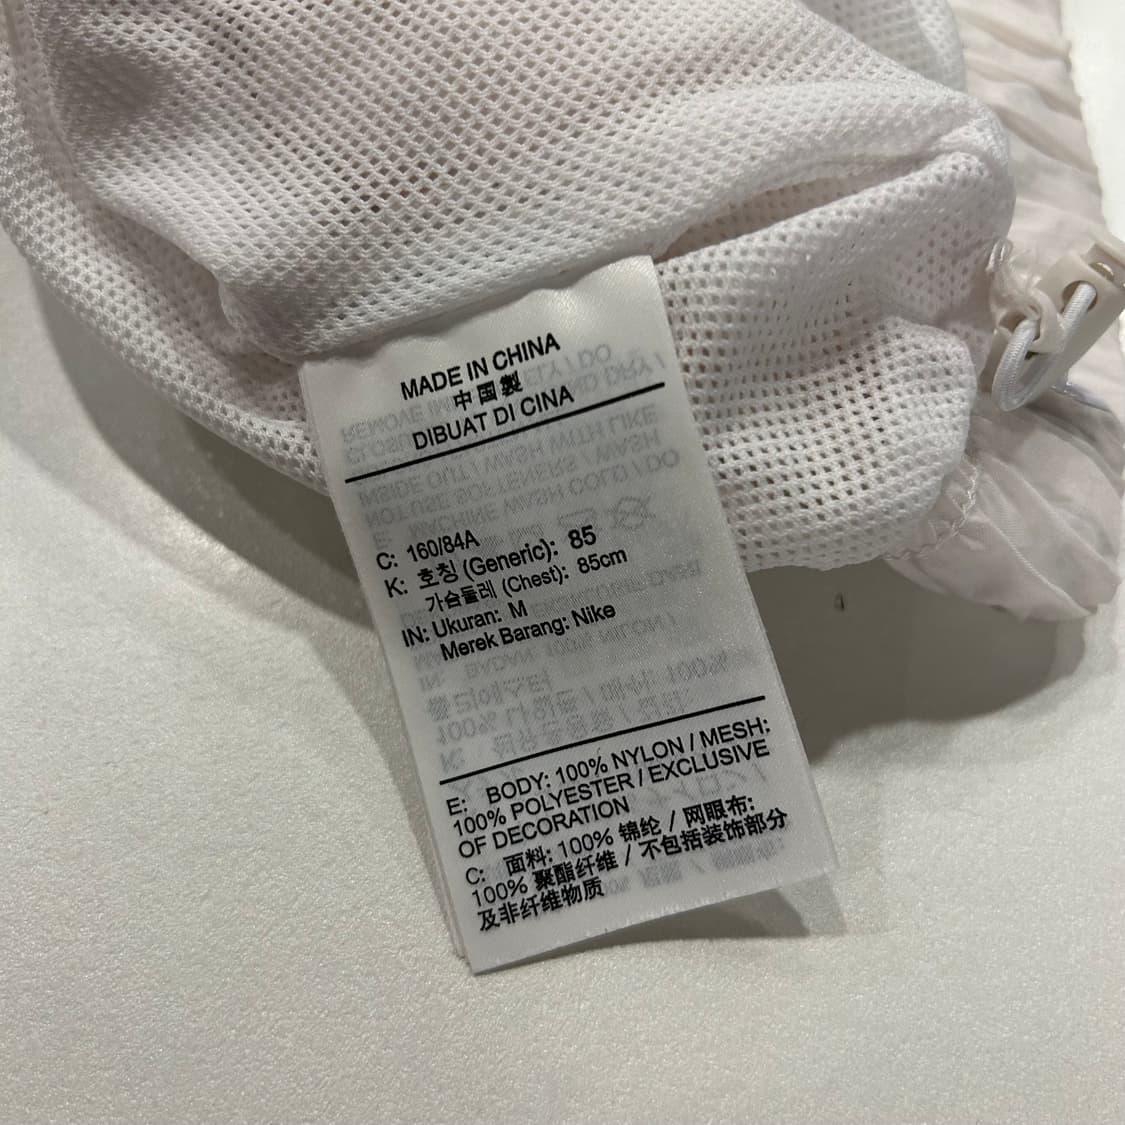 MADE IN CHINA
中国製
DIBUAT DI CINA
C: 160/84A
K: 호칭 (Generic): 85
가슴둘레 (Chest): 85cm
IN: Ukuran: M
Merek Barang: Nike
E: BODY: 100% NYLON / MESH:
100% POLYESTER / EXCLUSIVE
OF DECORATION
C: 面料: 100% 锦纶 / 网眼布:
100% 聚酯纤维 / 不包括装饰部分
及非纤维物质